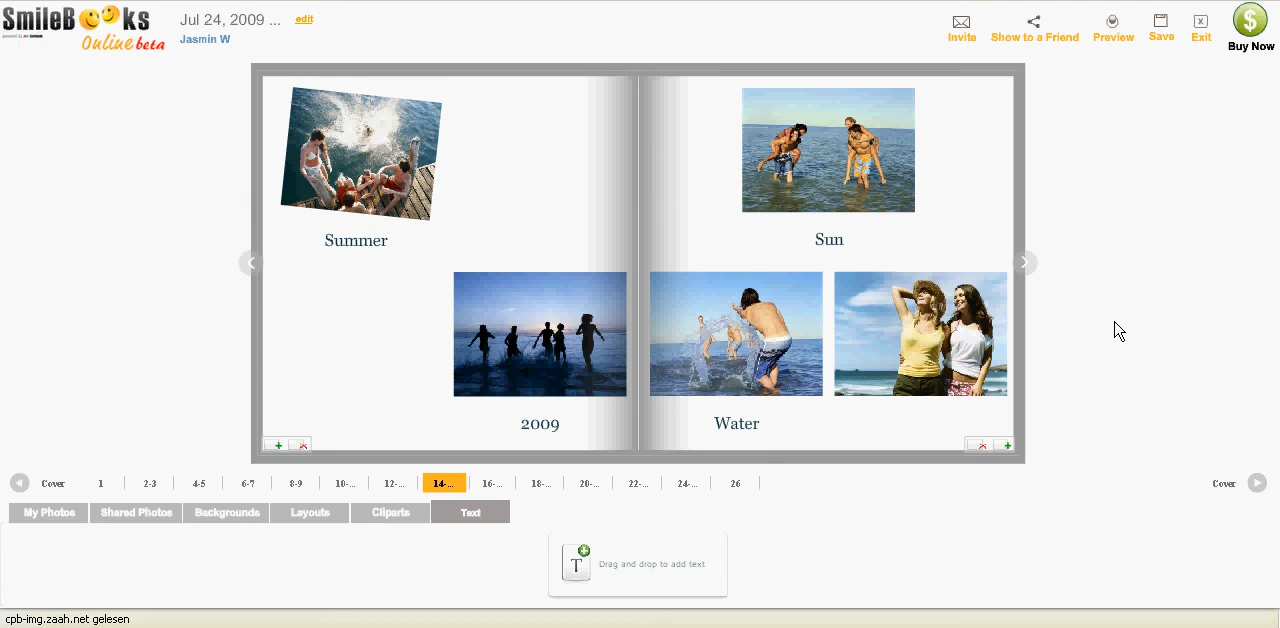 SmileBooks
Online beta
Jul 24, 2009 ...
edit
Jasmin W
Invite
Show to a Friend
Preview
Save
Exit
$
Buy Now
Summer
Sun
2009
Water
Cover
1
2-3
4-5
6-7
8-9
10-...
12-...
14-...
16-...
18-...
20-...
22-...
24-...
26
Cover
My Photos
Shared Photos
Backgrounds
Layouts
Cliparts
Text
T
Drag and drop to add text
cpb-img.zaah.net gelesen